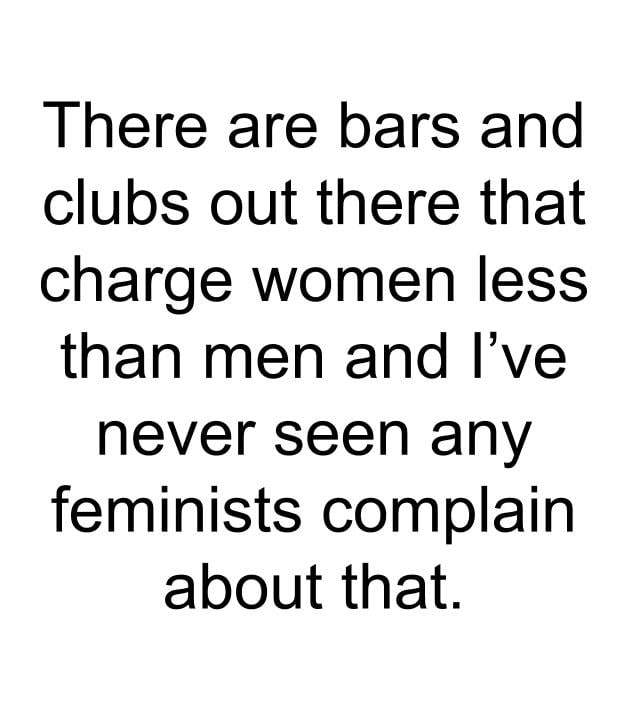 There are bars and
clubs out there that
charge women less
than men and I’ve
never seen any
feminists complain
about that.